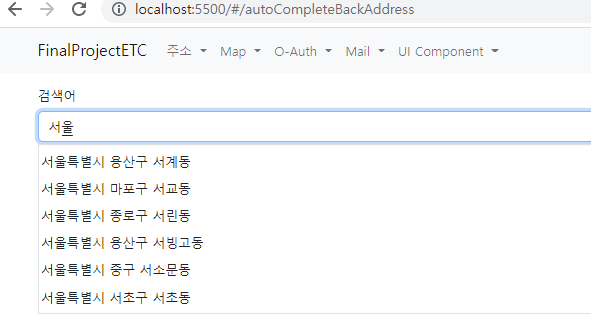 localhost:5500/#/autoCompleteBackAddress
FinalProjectETC 주소 Map O-Auth Mail UI Component
검색어
서울
서울특별시 용산구 서계동
서울특별시 마포구 서교동
서울특별시 종로구 서린동
서울특별시 용산구 서빙고동
서울특별시 중구 서소문동
서울특별시 서초구 서초동